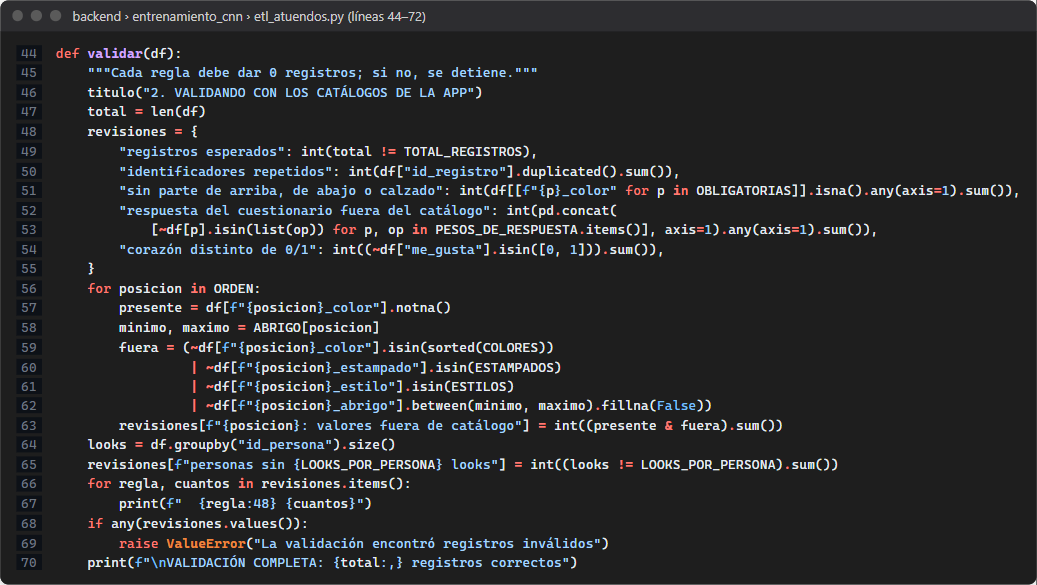 backend › entrenamiento_cnn › etl_atuendos.py (líneas 44–72)
44 def validar(df):
45     """Cada regla debe dar 0 registros; si no, se detiene."""
46     titulo("2. VALIDANDO CON LOS CATÁLOGOS DE LA APP")
47     total = len(df)
48     revisiones = {
49         "registros esperados": int(total != TOTAL_REGISTROS),
50         "identificadores repetidos": int(df["id_registro"].duplicated().sum()),
51         "sin parte de arriba, de abajo o calzado": int(df[[f"{p}_color" for p in OBLIGATORIAS]].isna().any(axis=1).sum()),
52         "respuesta del cuestionario fuera del catálogo": int(pd.concat(
53             [~df[p].isin(list(op)) for p, op in PESOS_DE_RESPUESTA.items()], axis=1).any(axis=1).sum()),
54         "corazón distinto de 0/1": int((~df["me_gusta"].isin([0, 1])).sum()),
55     }
56     for posicion in ORDEN:
57         presente = df[f"{posicion}_color"].notna()
58         minimo, maximo = ABRIGO[posicion]
59         fuera = (~df[f"{posicion}_color"].isin(sorted(COLORES))
60                  | ~df[f"{posicion}_estampado"].isin(ESTAMPADOS)
61                  | ~df[f"{posicion}_estilo"].isin(ESTILOS)
62                  | ~df[f"{posicion}_abrigo"].between(minimo, maximo).fillna(False))
63         revisiones[f"{posicion}: valores fuera de catálogo"] = int((presente & fuera).sum())
64     looks = df.groupby("id_persona").size()
65     revisiones[f"personas sin {LOOKS_POR_PERSONA} looks"] = int((looks != LOOKS_POR_PERSONA).sum())
66     for regla, cuantos in revisiones.items():
67         print(f"  {regla:48} {cuantos}")
68     if any(revisiones.values()):
69         raise ValueError("La validación encontró registros inválidos")
70     print(f"\nVALIDACIÓN COMPLETA: {total:,} registros correctos")